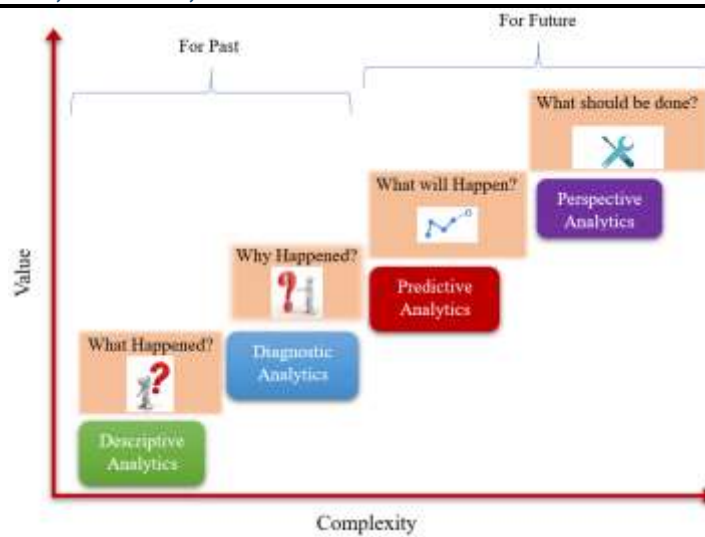 For Future
For Past
What should be done?
Perspective
Analytics
What will Happen?
Predictive
Analytics
Why Happened?
Diagnostic
Analytics
What Happened?
Descriptive
Analytics
Value
Complexity